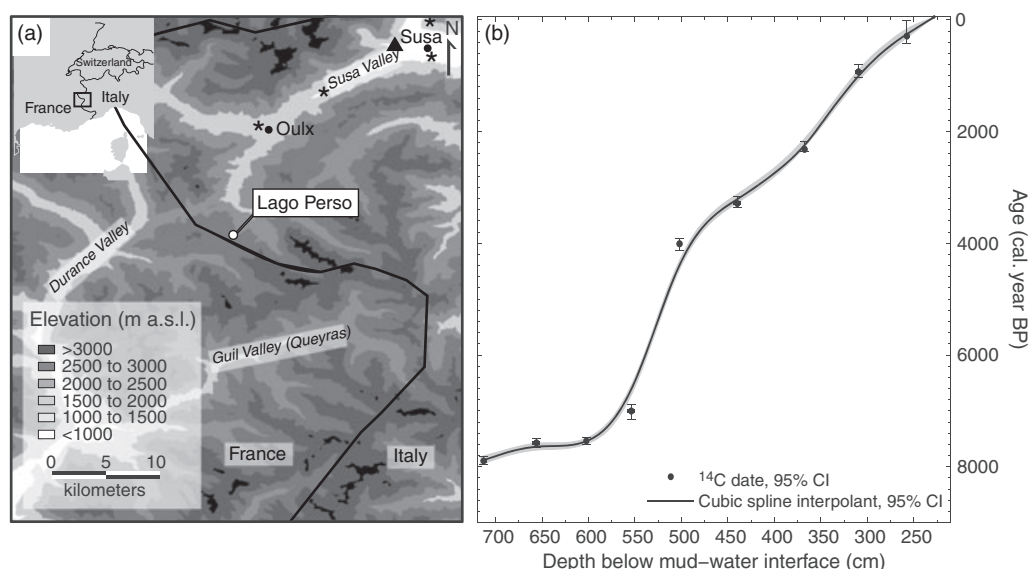 (a)
N
Switzerland
France
Italy
Susa
Susa Valley
Oulx
Lago Perso
Durance Valley
Guil Valley (Queyras)
Elevation (m a.s.l.)
>3000
2500 to 3000
2000 to 2500
1500 to 2000
1000 to 1500
<1000
0 5 10
kilometers
France
Italy
(b)
0
2000
4000
6000
8000
Age (cal. year BP)
14C date, 95% CI
Cubic spline interpolant, 95% CI
700 650 600 550 500 450 400 350 300 250
Depth below mud–water interface (cm)